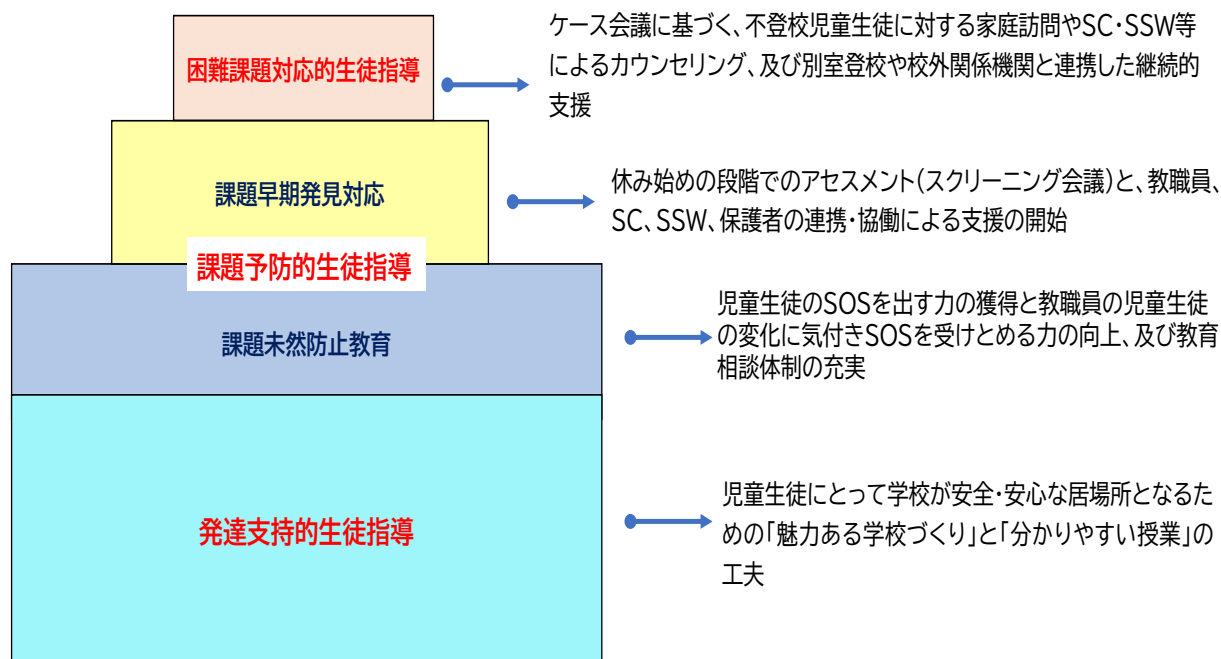 困難課題対応的生徒指導
ケース会議に基づく、不登校児童生徒に対する家庭訪問やSC・SSW等
によるカウンセリング、及び別室登校や校外関係機関と連携した継続的
支援
課題早期発見対応
休み始めの段階でのアセスメント(スクリーニング会議)と、教職員、
SC、SSW、保護者の連携・協働による支援の開始
課題予防的生徒指導
課題未然防止教育
児童生徒のSOSを出す力の獲得と教職員の児童生徒
の変化に気付きSOSを受けとめる力の向上、及び教育
相談体制の充実
発達支持的生徒指導
児童生徒にとって学校が安全・安心な居場所となるた
めの「魅力ある学校づくり」と「分かりやすい授業」の
工夫